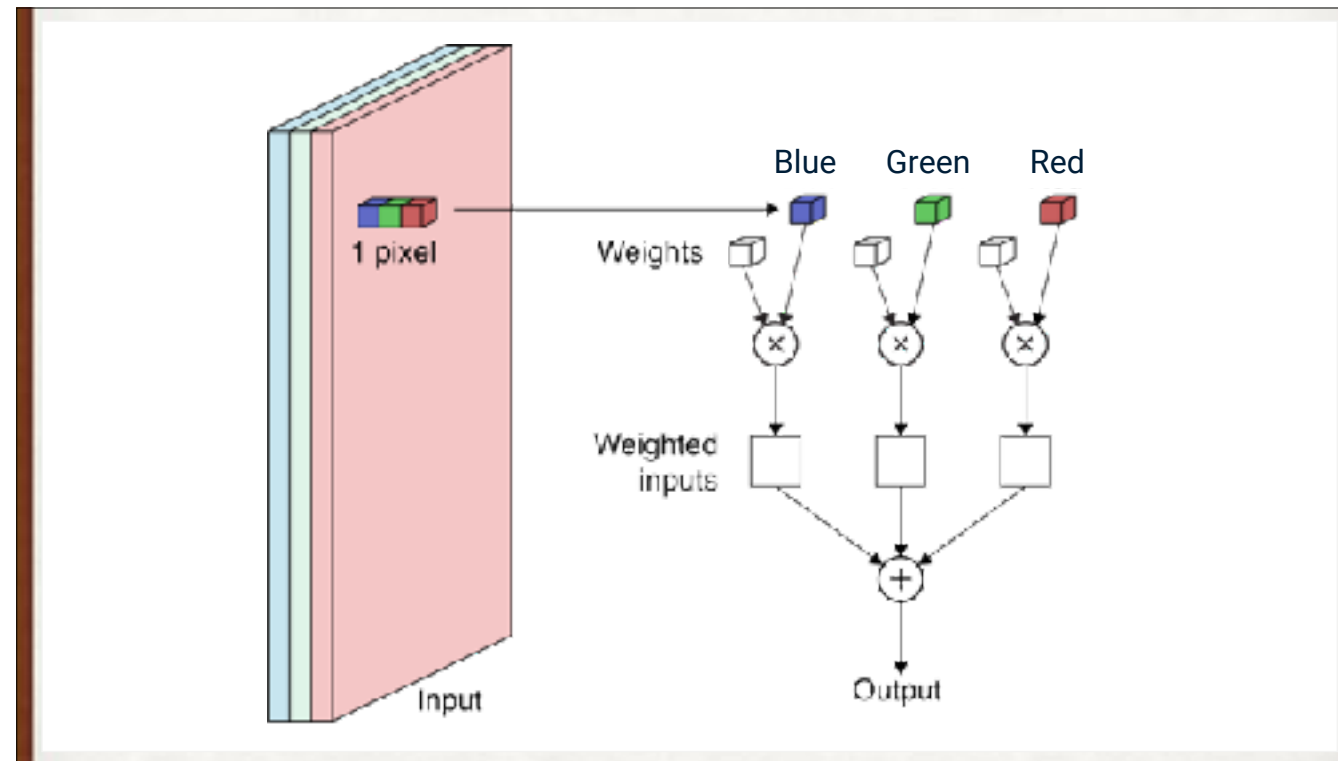 Blue Green Red
1 pixel
Weights
×
×
×
Weighted
inputs
+
Input
Output